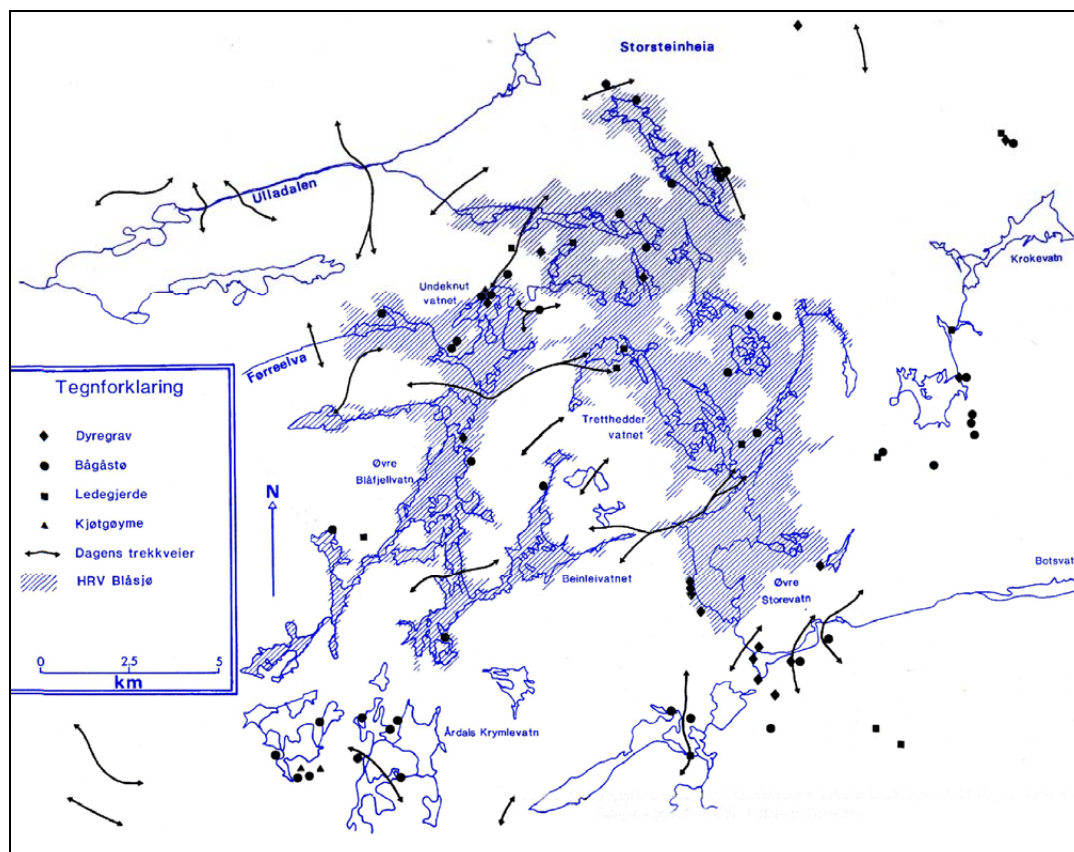 Storsteinheia
Ulladalen
Krokevatn
Undeknut
vatnet
Førreelva
Tretthedder
vatnet
Øvre
Blåfjellvatn
Beinleivatnet
Øvre
Storevatn
Botsvatn
Årdals Krymlevatn
Tegnforklaring
Dyregrav
Bågåstø
Ledegjerde
Kjøtgøyme
Dagens trekkveier
HRV Blåsjø
0 2,5 5
km
N